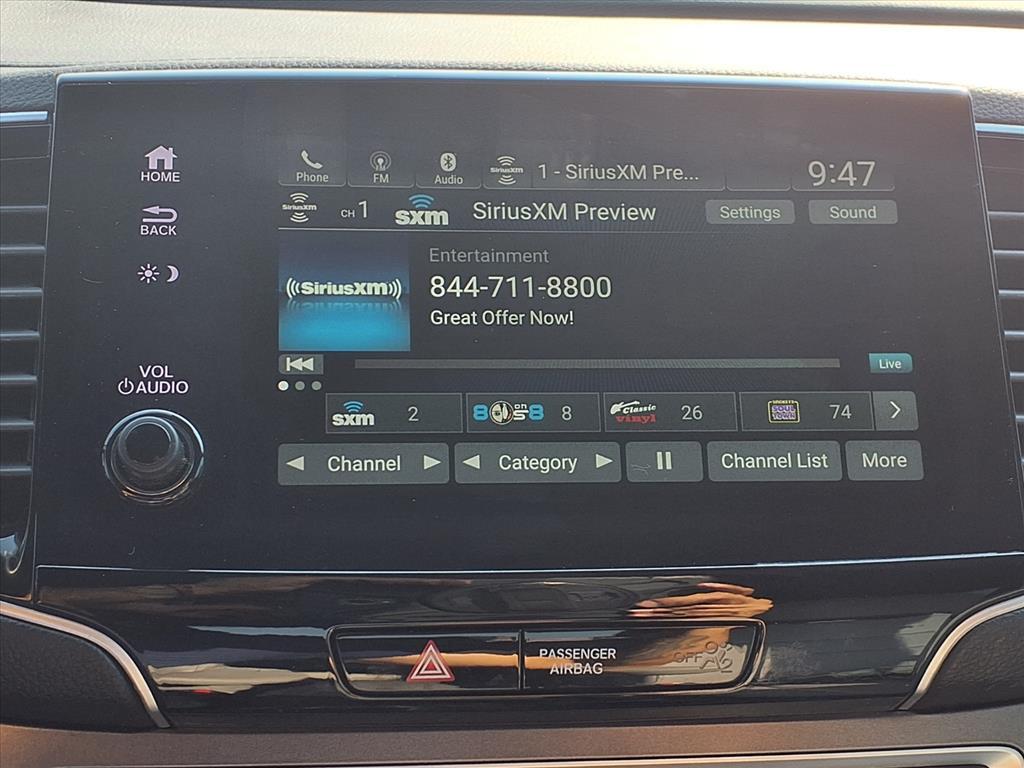 HOME
BACK
VOL
AUDIO
Phone
FM
Audio
SiriusXM
1 - SiriusXM Pre...
9:47
SiriusXM
CH 1
sxm
SiriusXM Preview
Settings
Sound
((SiriusXM))
Entertainment
844-711-8800
Great Offer Now!
Live
sxm 2
80s on 8 8
Classic Vinyl 26
SOUL TOWN 74
Channel
Category
Channel List
More
PASSENGER
AIRBAG
OFF